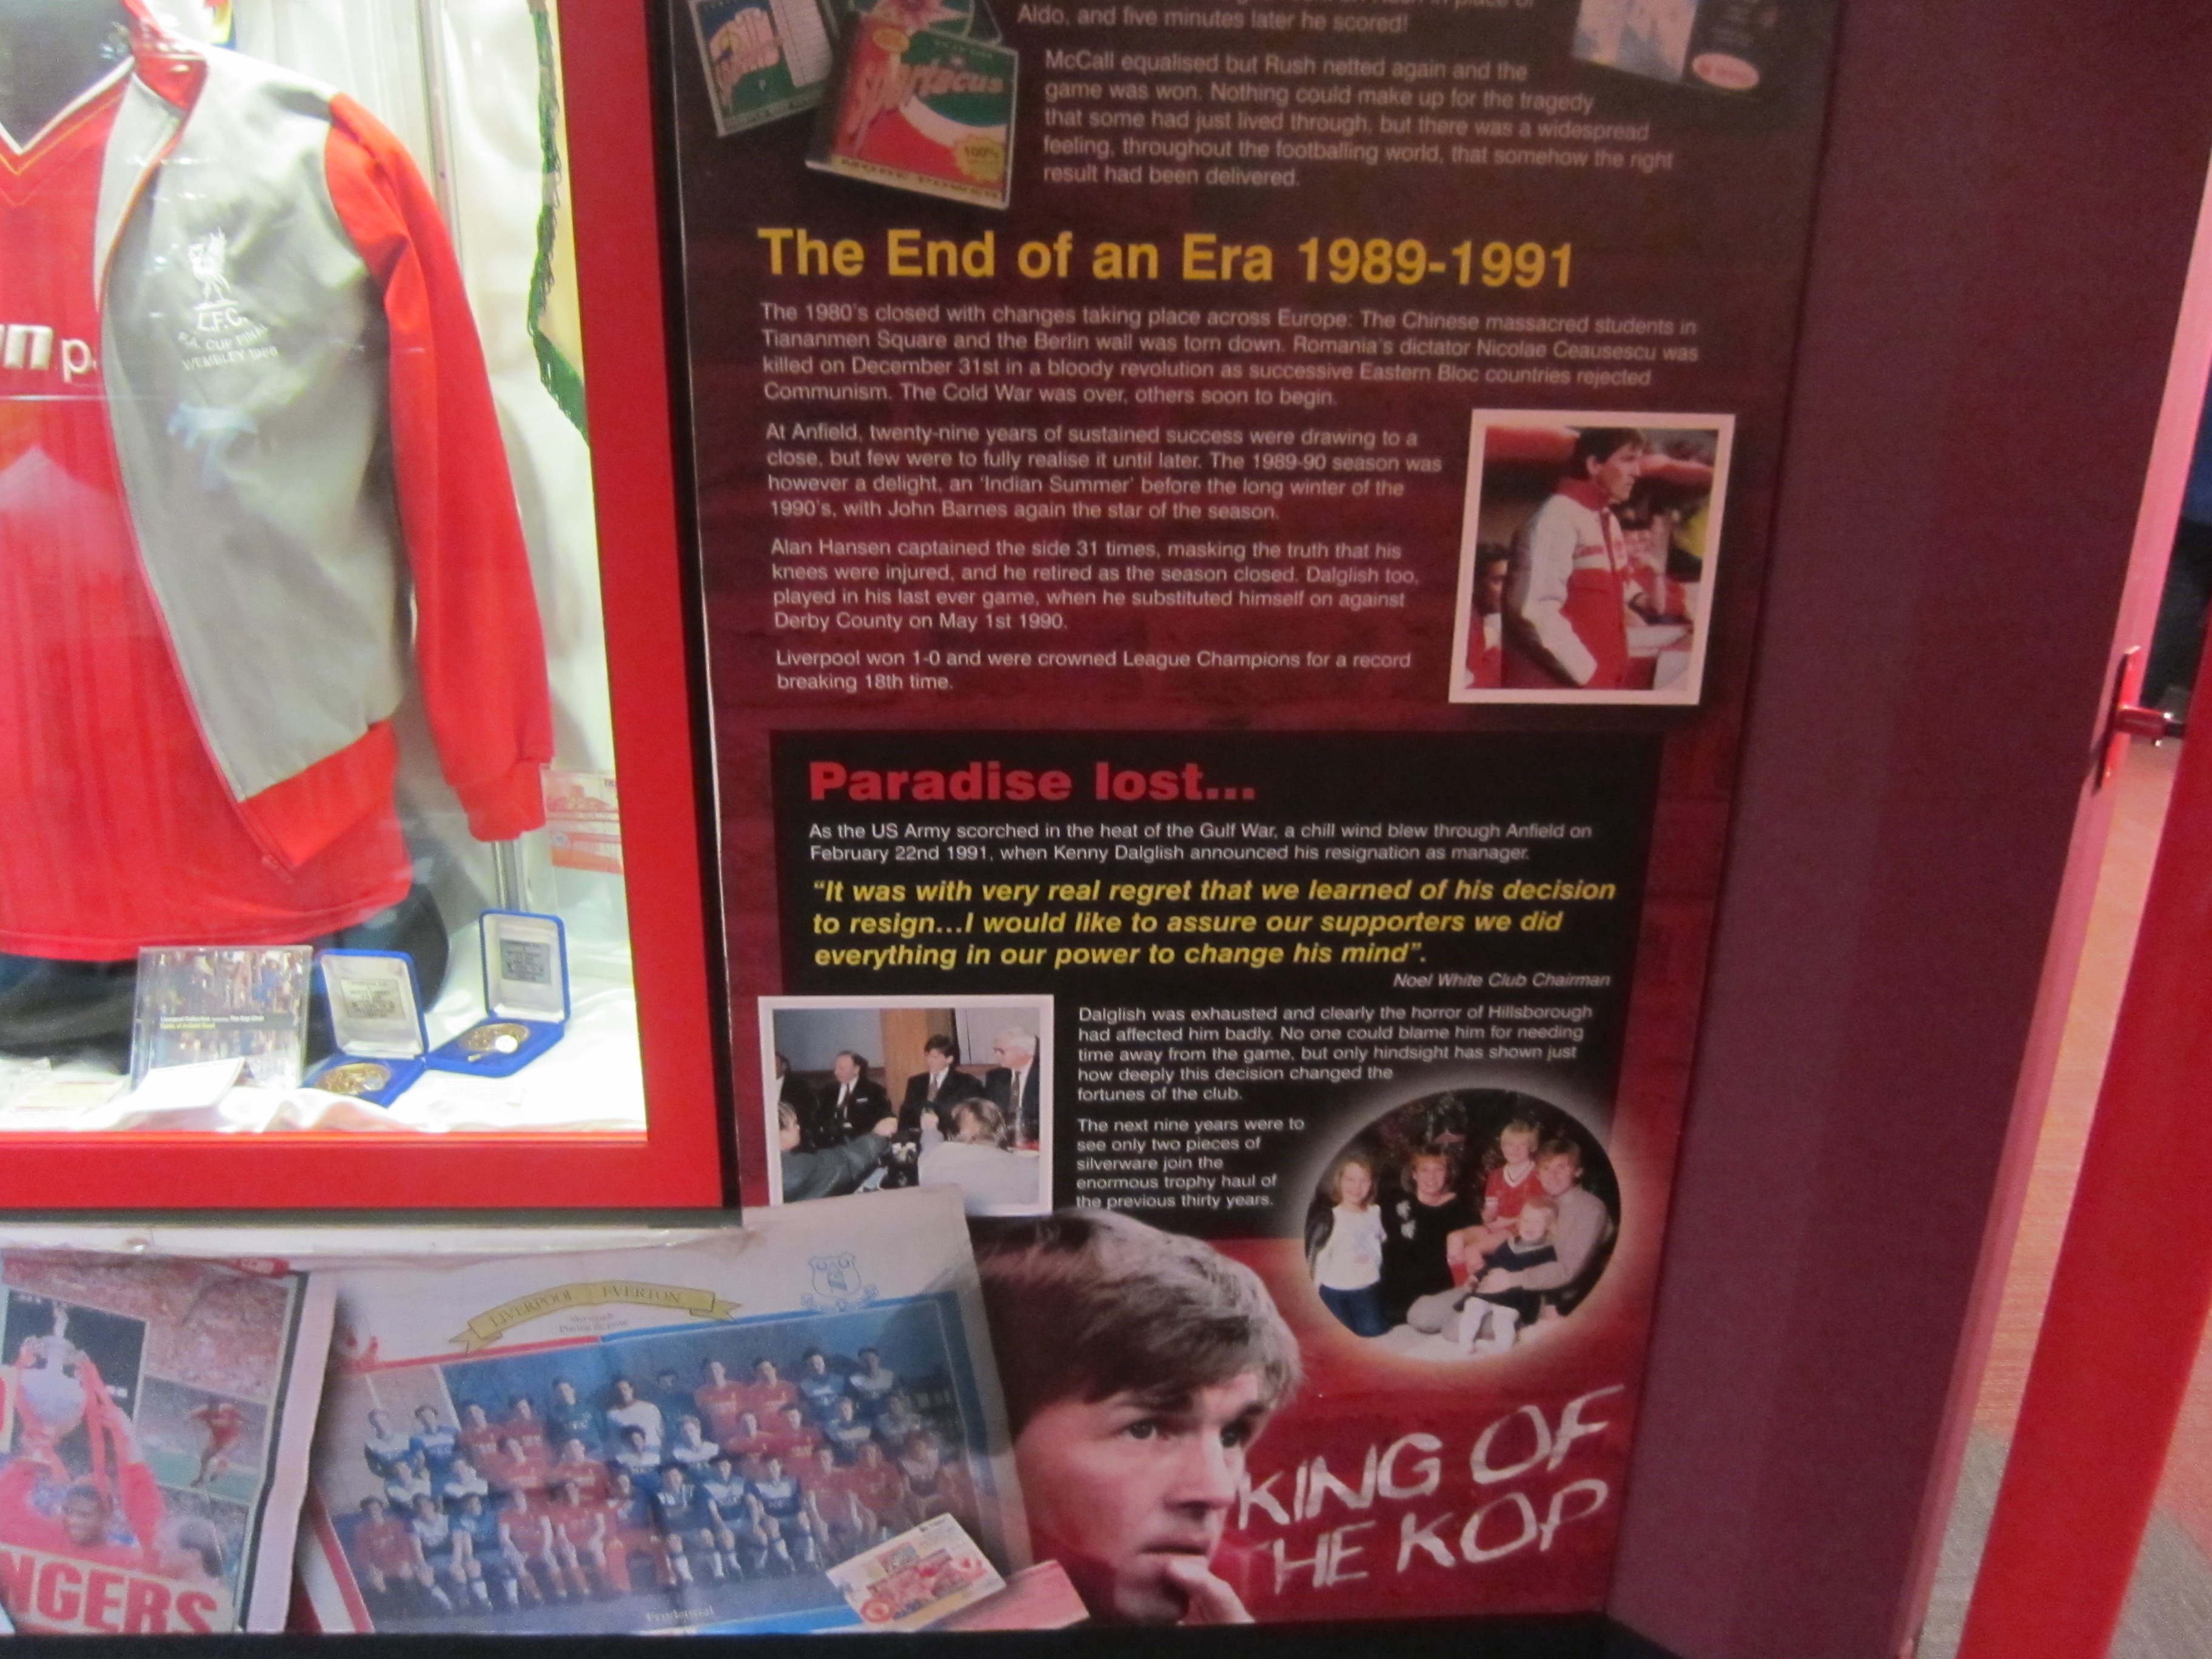 Aldo, and five minutes later he scored!
Spartacus
100%
McCall equalised but Rush netted again and the
game was won. Nothing could make up for the tragedy
that some had just lived through, but there was a widespread
feeling, throughout the footballing world, that somehow the right
result had been delivered.
The End of an Era 1989-1991
The 1980's closed with changes taking place across Europe: The Chinese massacred students in
Tiananmen Square and the Berlin wall was torn down. Romania's dictator Nicolae Ceausescu was
killed on December 31st in a bloody revolution as successive Eastern Bloc countries rejected
Communism. The Cold War was over, others soon to begin.
At Anfield, twenty-nine years of sustained success were drawing to a
close, but few were to fully realise it until later. The 1989-90 season was
however a delight, an 'Indian Summer' before the long winter of the
1990's, with John Barnes again the star of the season.
Alan Hansen captained the side 31 times, masking the truth that his
knees were injured, and he retired as the season closed. Dalglish too,
played in his last ever game, when he substituted himself on against
Derby County on May 1st 1990.
Liverpool won 1-0 and were crowned League Champions for a record
breaking 18th time.
Paradise lost...
As the US Army scorched in the heat of the Gulf War, a chill wind blew through Anfield on
February 22nd 1991, when Kenny Dalglish announced his resignation as manager.
“It was with very real regret that we learned of his decision
to resign...I would like to assure our supporters we did
everything in our power to change his mind”.
Noel White Club Chairman
Dalglish was exhausted and clearly the horror of Hillsborough
had affected him badly. No one could blame him for needing
time away from the game, but only hindsight has shown just
how deeply this decision changed the
fortunes of the club.
The next nine years were to
see only two pieces of
silverware join the
enormous trophy haul of
the previous thirty years.
KING OF
THE KOP
L.F.C.
F.A. CUP FINAL
WEMBLEY 1986
n p
LIVERPOOL EVERTON
Prudential
NGERS